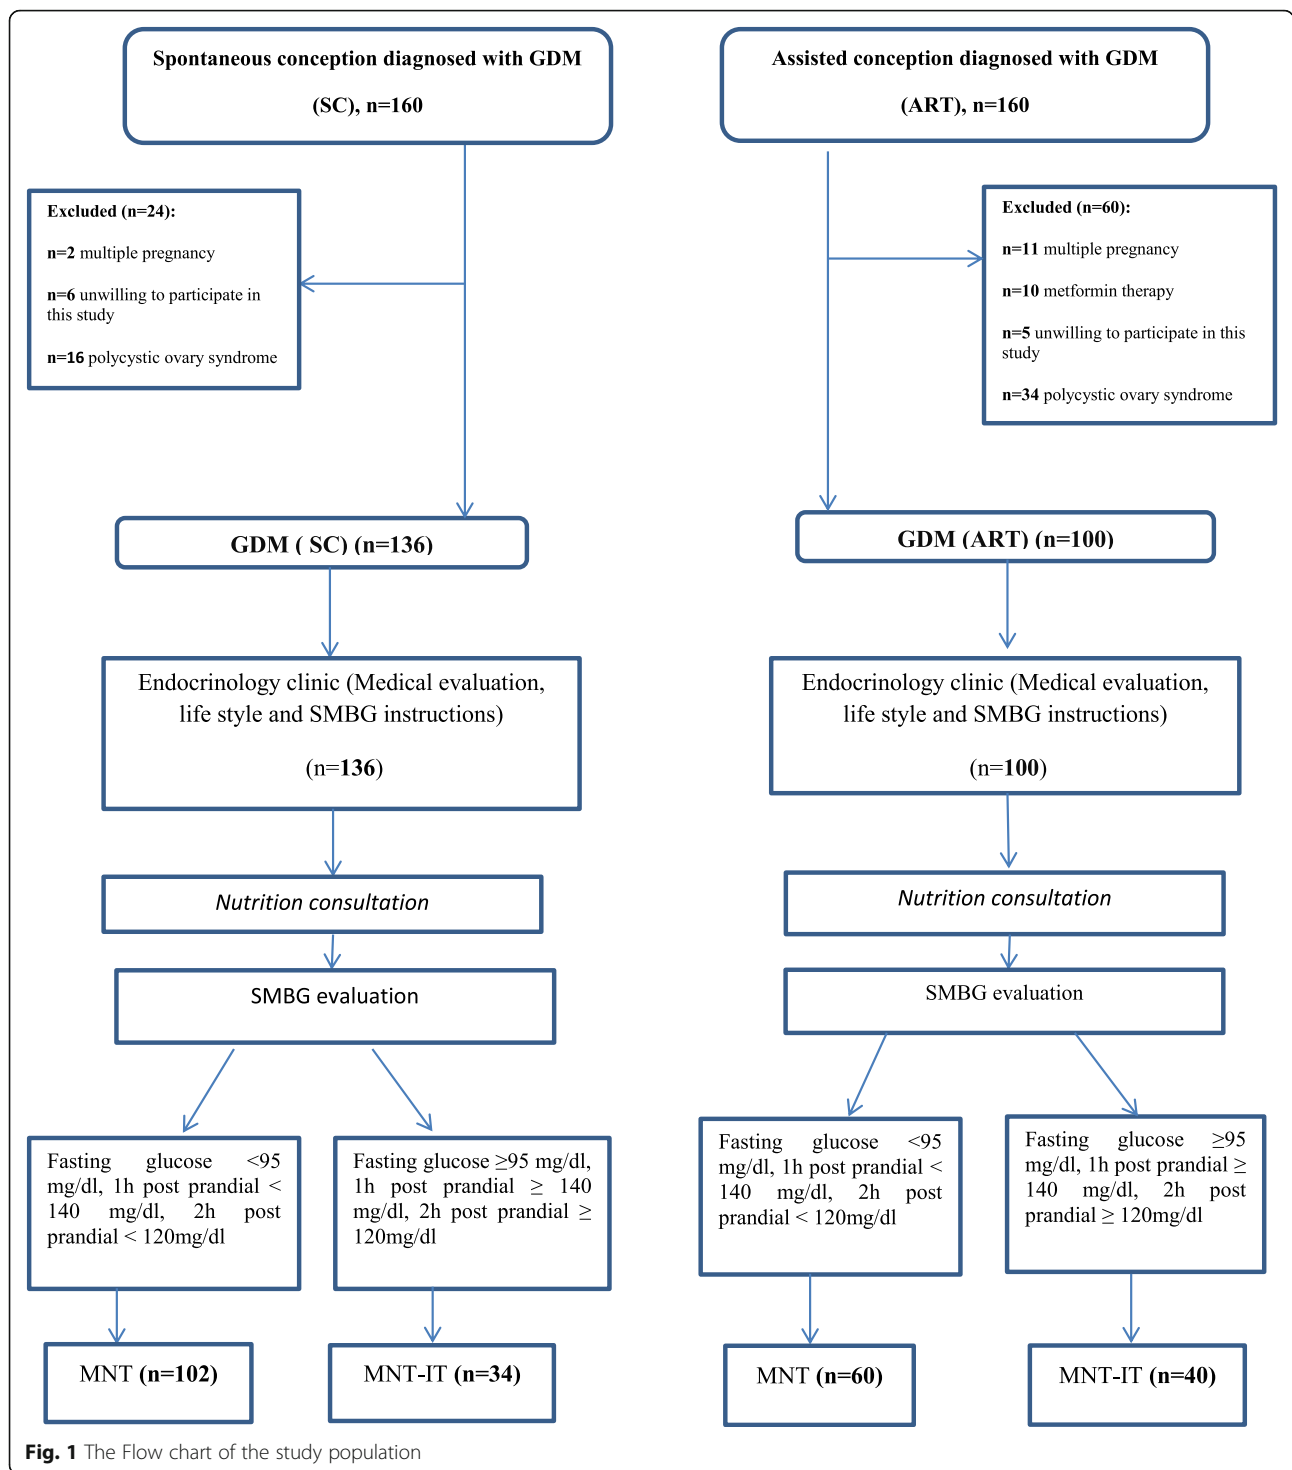 Spontaneous conception diagnosed with GDM
(SC), n=160
Assisted conception diagnosed with GDM
(ART), n=160
Excluded (n=24):
n=2 multiple pregnancy
n=6 unwilling to participate in
this study
n=16 polycystic ovary syndrome
Excluded (n=60):
n=11 multiple pregnancy
n=10 metformin therapy
n=5 unwilling to participate in this
study
n=34 polycystic ovary syndrome
GDM ( SC) (n=136)
GDM (ART) (n=100)
Endocrinology clinic (Medical evaluation,
life style and SMBG instructions)
(n=136)
Endocrinology clinic (Medical evaluation,
life style and SMBG instructions)
(n=100)
Nutrition consultation
Nutrition consultation
SMBG evaluation
SMBG evaluation
Fasting glucose <95
mg/dl, 1h post prandial <
140 mg/dl, 2h post
prandial < 120mg/dl
Fasting glucose ≥95 mg/dl,
1h post prandial ≥ 140
mg/dl, 2h post prandial ≥
120mg/dl
Fasting glucose <95
mg/dl, 1h post prandial <
140 mg/dl, 2h post
prandial < 120mg/dl
Fasting glucose ≥95
mg/dl, 1h post prandial ≥
140 mg/dl, 2h post
prandial ≥ 120mg/dl
MNT (n=102)
MNT-IT (n=34)
MNT (n=60)
MNT-IT (n=40)
Fig. 1 The Flow chart of the study population